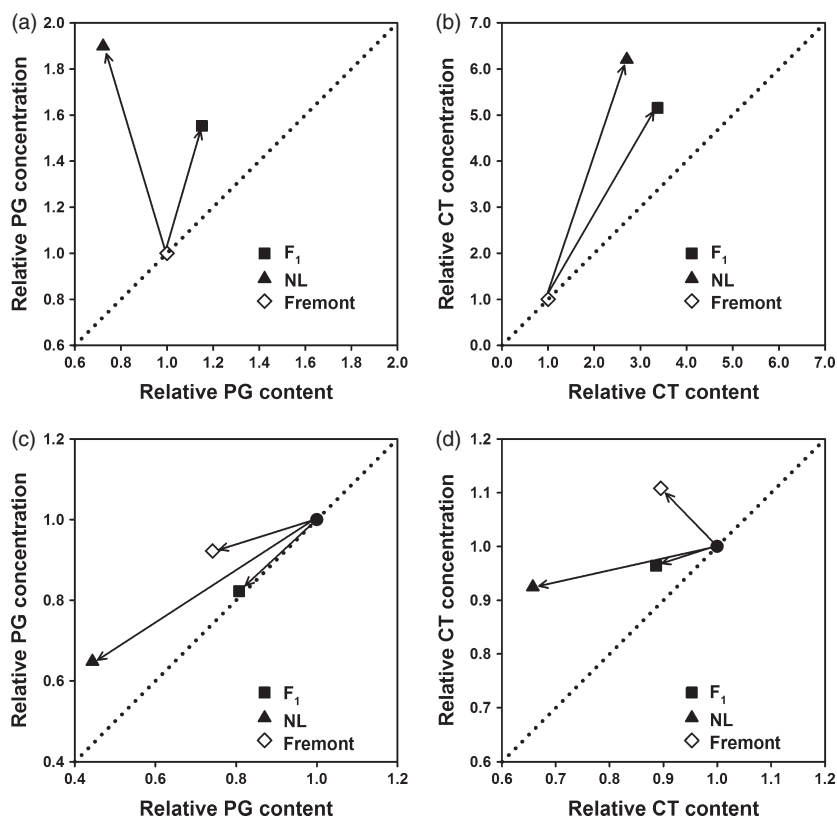 (a)
2.0
1.8
1.6
1.4
1.2
1.0
0.8
0.6
Relative PG concentration
F1
NL
Fremont
0.6 0.8 1.0 1.2 1.4 1.6 1.8 2.0
Relative PG content
(b)
7.0
6.0
5.0
4.0
3.0
2.0
1.0
0.0
Relative CT concentration
F1
NL
Fremont
0.0 1.0 2.0 3.0 4.0 5.0 6.0 7.0
Relative CT content
(c)
1.2
1.0
0.8
0.6
0.4
Relative PG concentration
F1
NL
Fremont
0.4 0.6 0.8 1.0 1.2
Relative PG content
(d)
1.2
1.1
1.0
0.9
0.8
0.7
0.6
Relative CT concentration
F1
NL
Fremont
0.6 0.7 0.8 0.9 1.0 1.1 1.2
Relative CT content